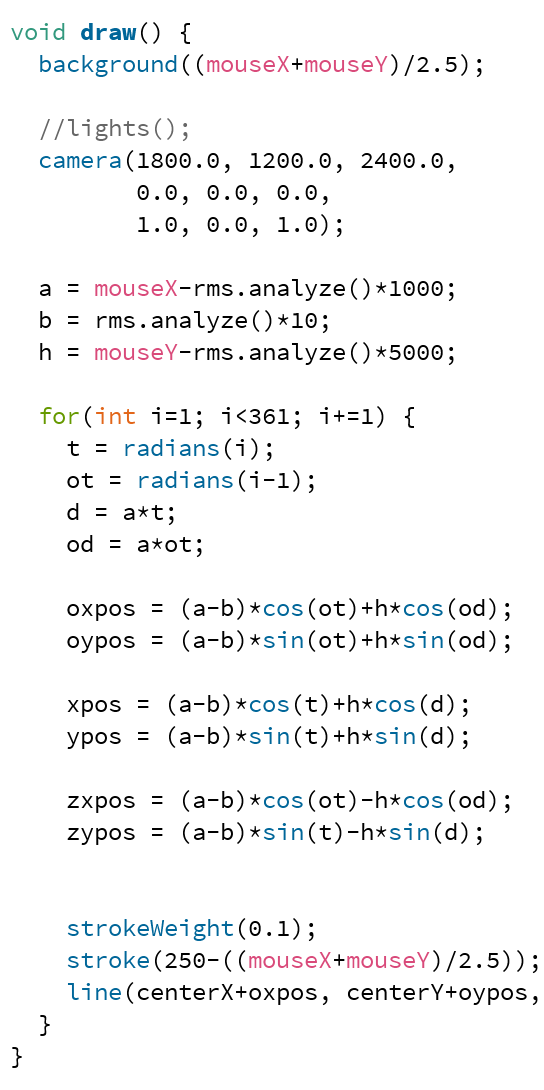 void draw() {
  background((mouseX+mouseY)/2.5);
  //lights();
  camera(1800.0, 1200.0, 2400.0,
         0.0, 0.0, 0.0,
         1.0, 0.0, 1.0);
  a = mouseX-rms.analyze()*1000;
  b = rms.analyze()*10;
  h = mouseY-rms.analyze()*5000;
  for(int i=1; i<361; i+=1) {
    t = radians(i);
    ot = radians(i-1);
    d = a*t;
    od = a*ot;
    oxpos = (a-b)*cos(ot)+h*cos(od);
    oypos = (a-b)*sin(ot)+h*sin(od);
    xpos = (a-b)*cos(t)+h*cos(d);
    ypos = (a-b)*sin(t)+h*sin(d);
    zxpos = (a-b)*cos(ot)-h*cos(od);
    zypos = (a-b)*sin(t)-h*sin(d);
    strokeWeight(0.1);
    stroke(250-((mouseX+mouseY)/2.5));
    line(centerX+oxpos, centerY+oypos,
  }
}